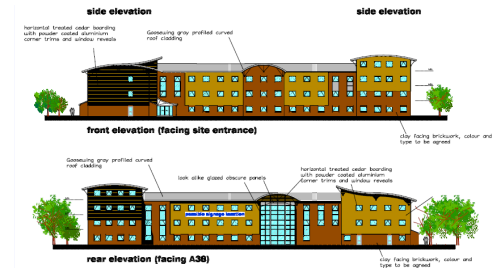 side elevation
side elevation
horizontal treated cedar boarding
with powder coated aluminium
corner trims and window reveals
Goosewing gray profiled curved
roof cladding
front elevation (facing site entrance)
clay facing brickwork, colour and
type to be agreed
Goosewing gray profiled curved
roof cladding
look alike glazed obscure panels
horizontal treated cedar boarding
with powder coated aluminium
corner trims and window reveals
possible signage location
rear elevation (facing A38)
clay facing brickwork, colour and
type to be agreed